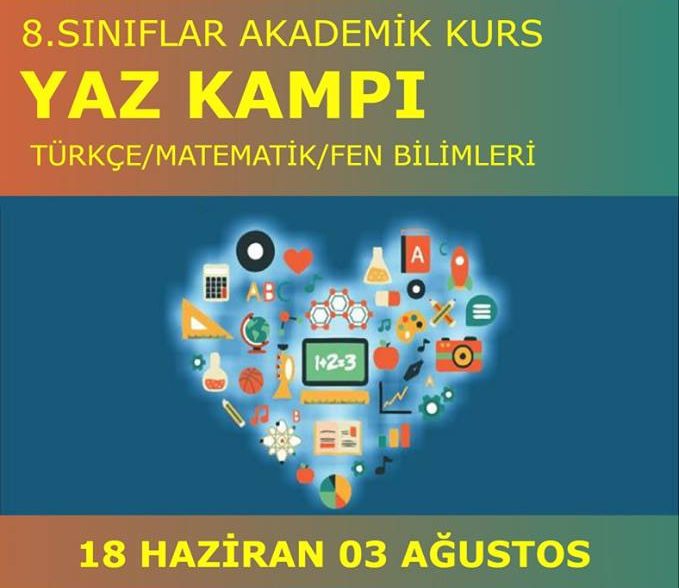 8.SINIFLAR AKADEMİK KURS
YAZ KAMPI
TÜRKÇE/MATEMATİK/FEN BİLİMLERİ
A
ABC
1+2=3
A
B
18 HAZİRAN 03 AĞUSTOS